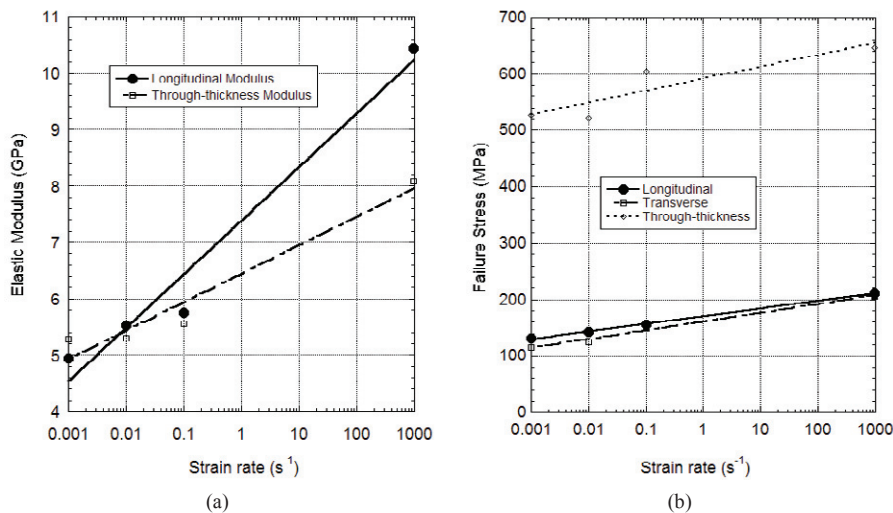 11
10
9
8
7
6
5
4
Elastic Modulus (GPa)
Longitudinal Modulus
Through-thickness Modulus
0.001 0.01 0.1 1 10 100 1000
Strain rate (s⁻¹)
(a)
700
600
500
400
300
200
100
0
Failure Stress (MPa)
Longitudinal
Transverse
Through-thickness
0.001 0.01 0.1 1 10 100 1000
Strain rate (s⁻¹)
(b)